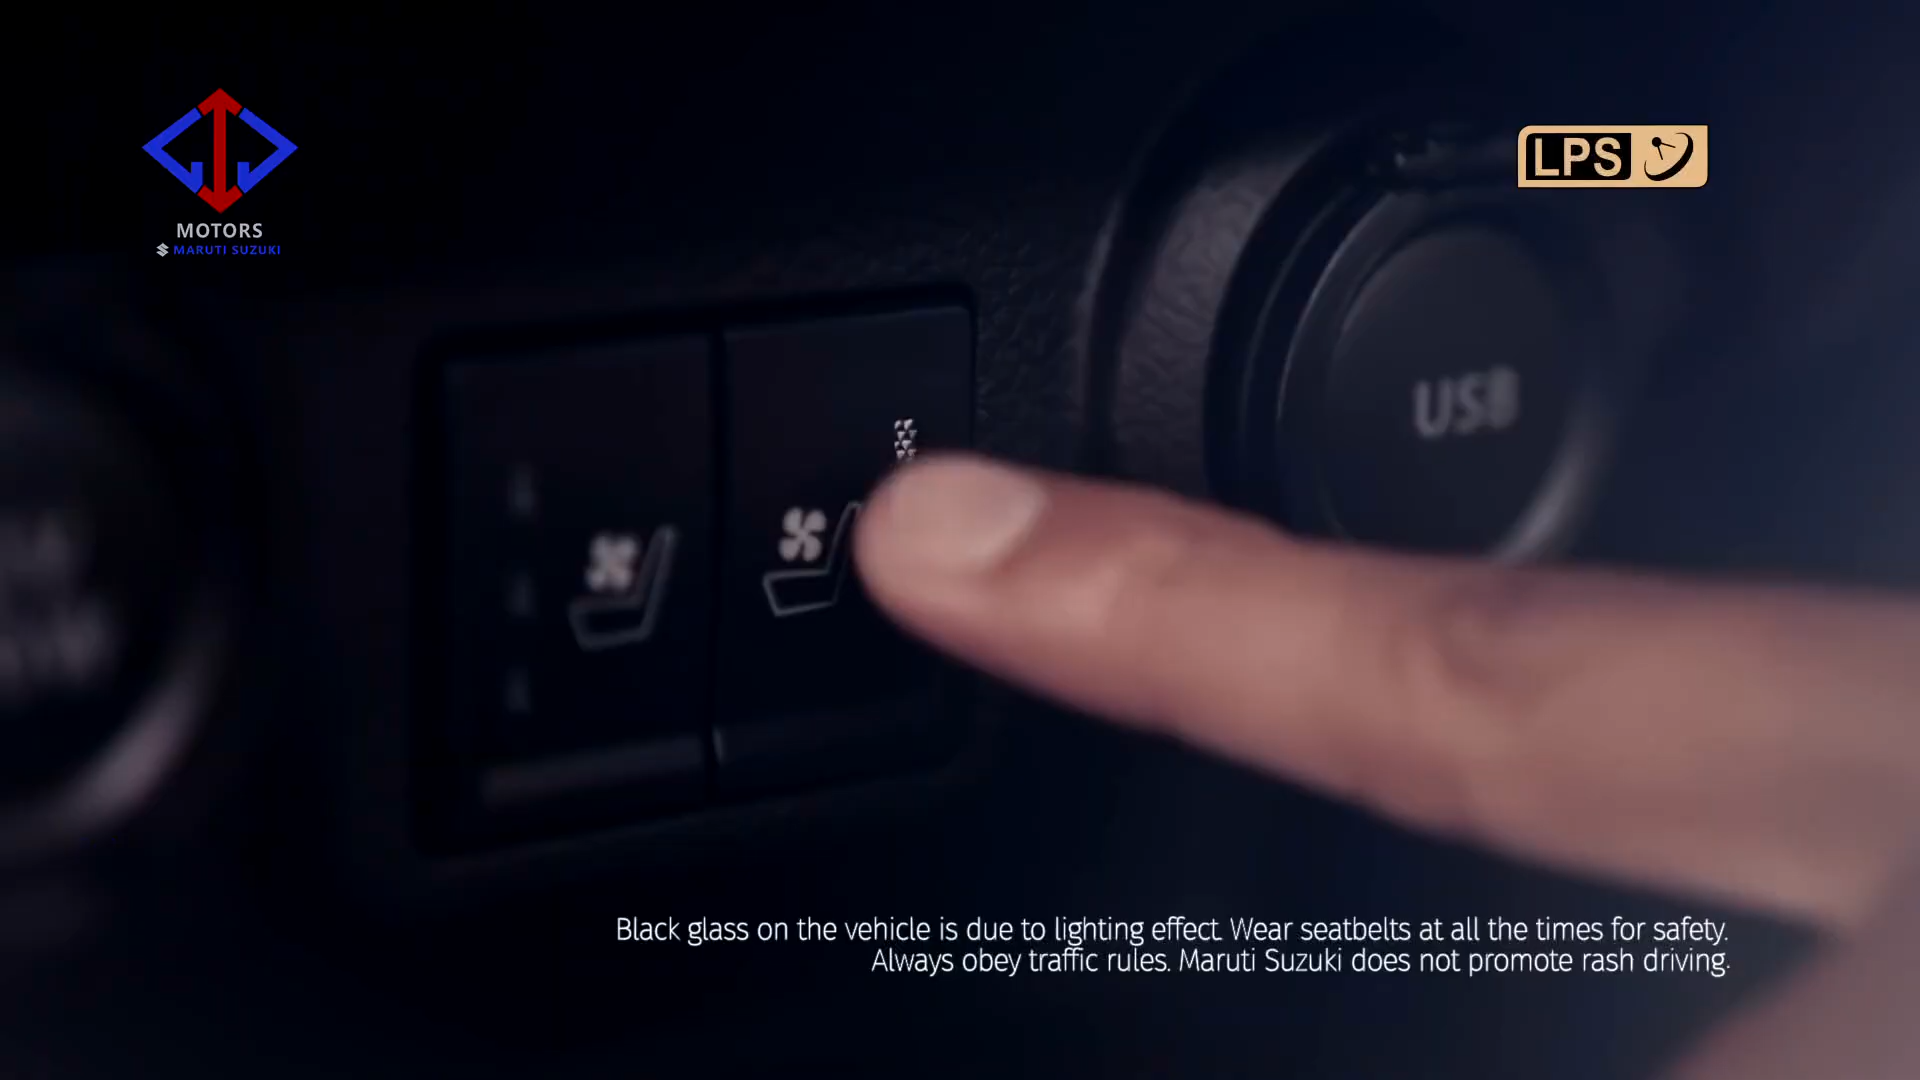 MOTORS
MARUTI SUZUKI
LPS
USB
Black glass on the vehicle is due to lighting effect. Wear seatbelts at all the times for safety.
Always obey traffic rules. Maruti Suzuki does not promote rash driving.